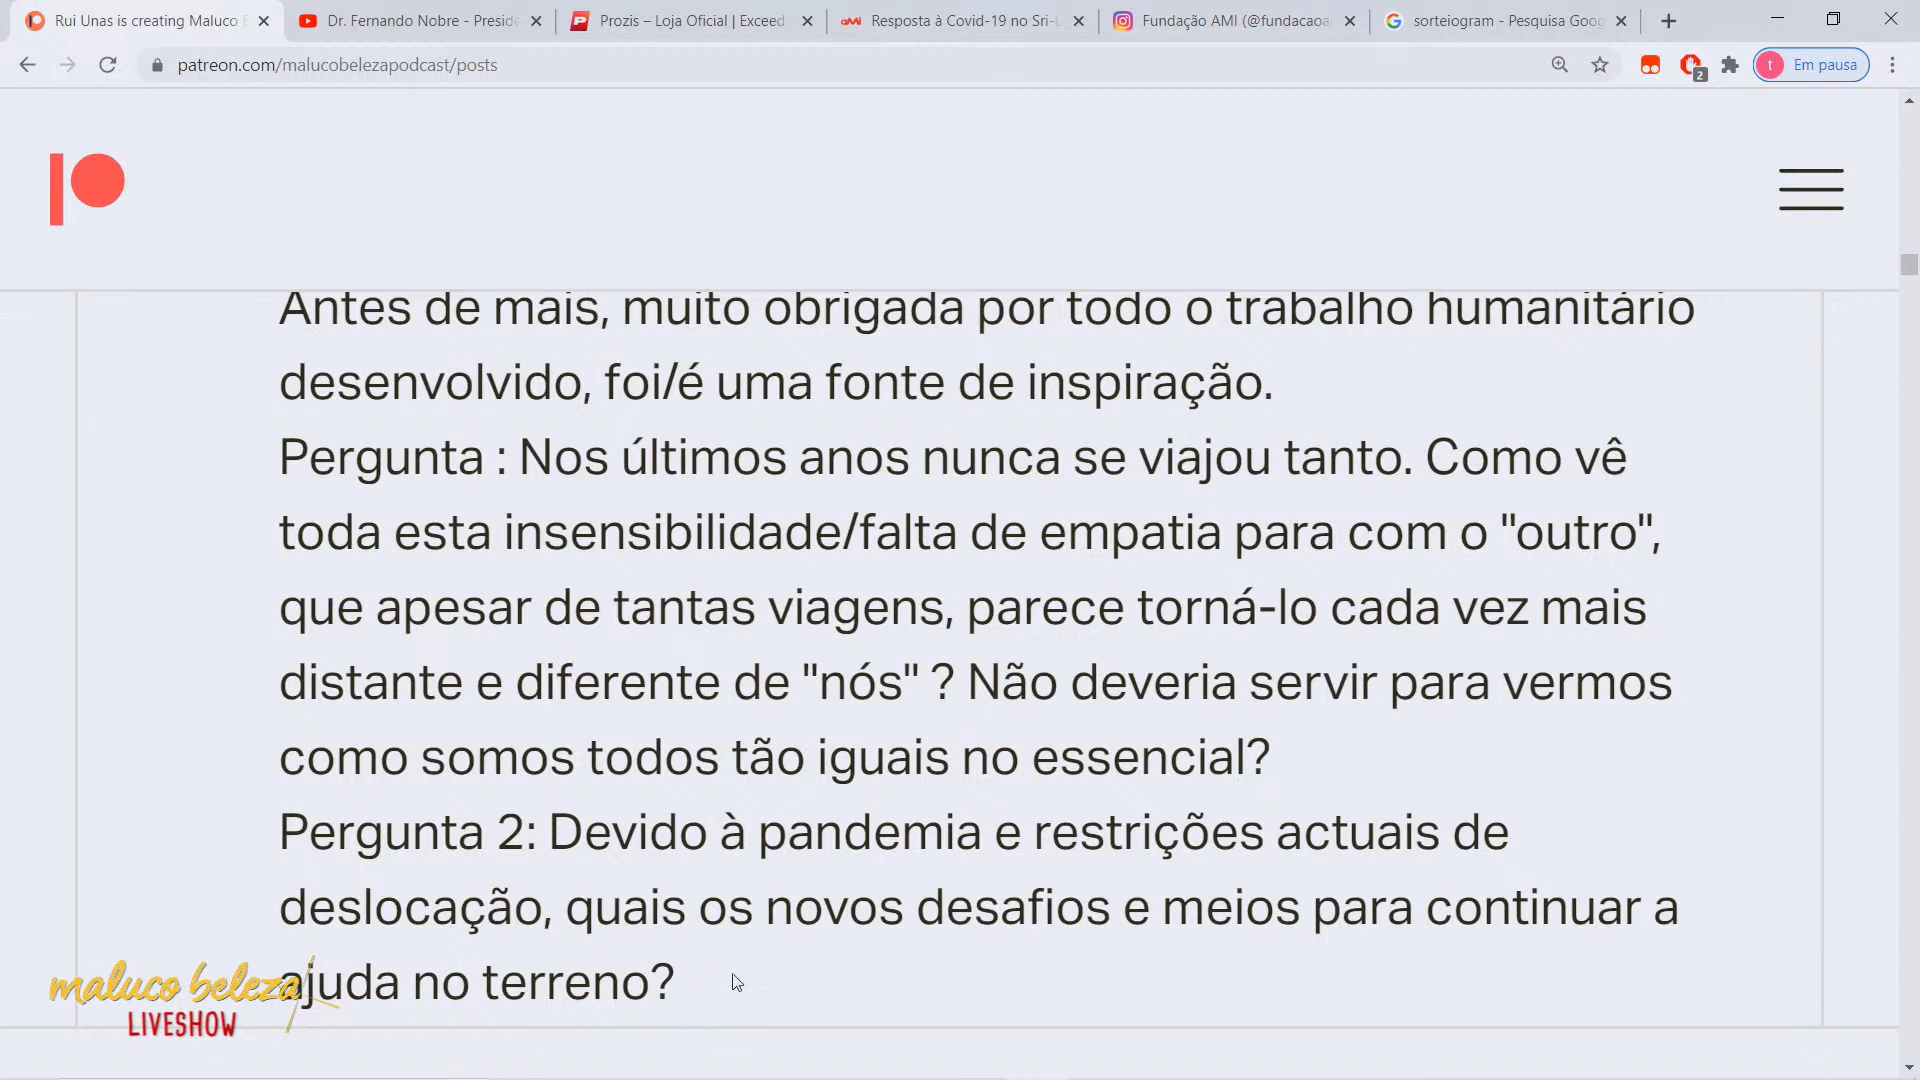 Rui Unas is creating Maluco B
Dr. Fernando Nobre - Preside
Prozis – Loja Oficial | Exceed
Resposta à Covid-19 no Sri-L
Fundação AMI (@fundacaoa
sorteiogram - Pesquisa Goog
patreon.com/malucobelezapodcast/posts
2
t Em pausa
Antes de mais, muito obrigada por todo o trabalho humanitário
desenvolvido, foi/é uma fonte de inspiração.
Pergunta : Nos últimos anos nunca se viajou tanto. Como vê
toda esta insensibilidade/falta de empatia para com o "outro",
que apesar de tantas viagens, parece torná-lo cada vez mais
distante e diferente de "nós" ? Não deveria servir para vermos
como somos todos tão iguais no essencial?
Pergunta 2: Devido à pandemia e restrições actuais de
deslocação, quais os novos desafios e meios para continuar a
ajuda no terreno?
maluco beleza
LIVESHOW